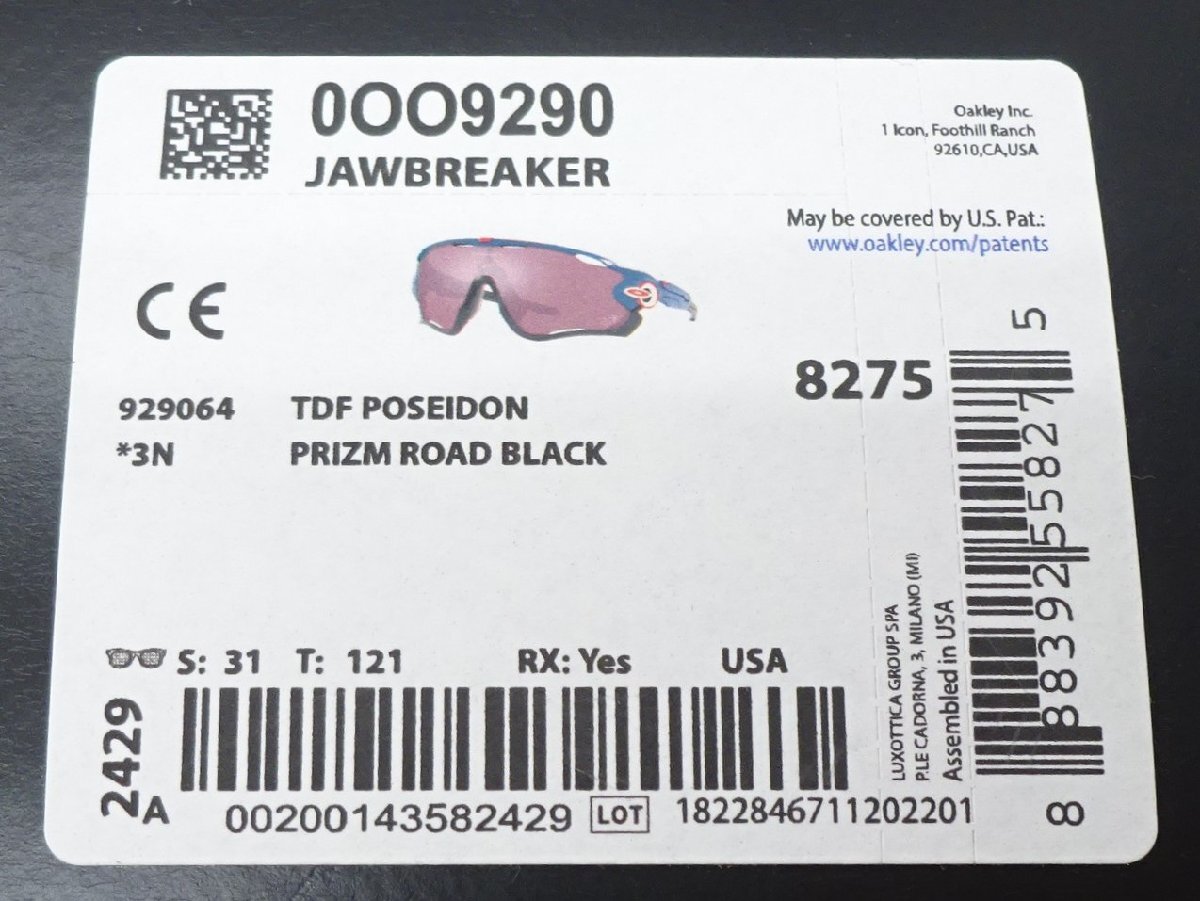 0OO9290
JAWBREAKER
Oakley Inc.
1 Icon, Foothill Ranch
92610,CA,USA
May be covered by U.S. Pat.:
www.oakley.com/patents
CE
929064 TDF POSEIDON
*3N PRIZM ROAD BLACK
8275
8 883925 58275 5
LUXOTTICA GROUP SPA
P.LE CADORNA, 3, MILANO (MI)
Assembled in USA
S: 31 T: 121 RX: Yes USA
2429
A
00200143582429 LOT 1822846711202201